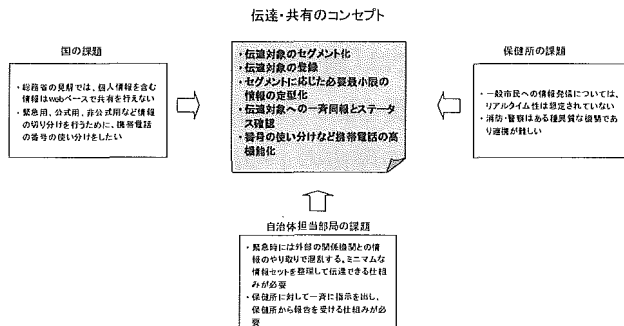 伝達・共有のコンセプト
国の課題
・総務省の見解では、個人情報を含む
情報はwebベースで共有を行えない
・緊急用、公式用、非公式用など情報
の切り分けを行うために、携帯電話
の番号の使い分けをしたい
・伝達対象のセグメント化
・伝達対象の登録
・セグメントに応じた必要最小限の
情報の定型化
・伝達対象への一斉同報とステータ
ス確認
・番号の使い分けなど携帯電話の高
機能化
保健所の課題
・一般市民への情報発信については、
リアルタイム性は想定されていない
・消防・警察はある種異質な機関であ
り連携が難しい
自治体担当部局の課題
・緊急時には外部の関係機関との情
報のやり取りで混乱する。ミニマムな
情報セットを整理して伝達できる仕組
みが必要
・保健所に対して一斉に指示を出し、
保健所から報告を受ける仕組みが必
要